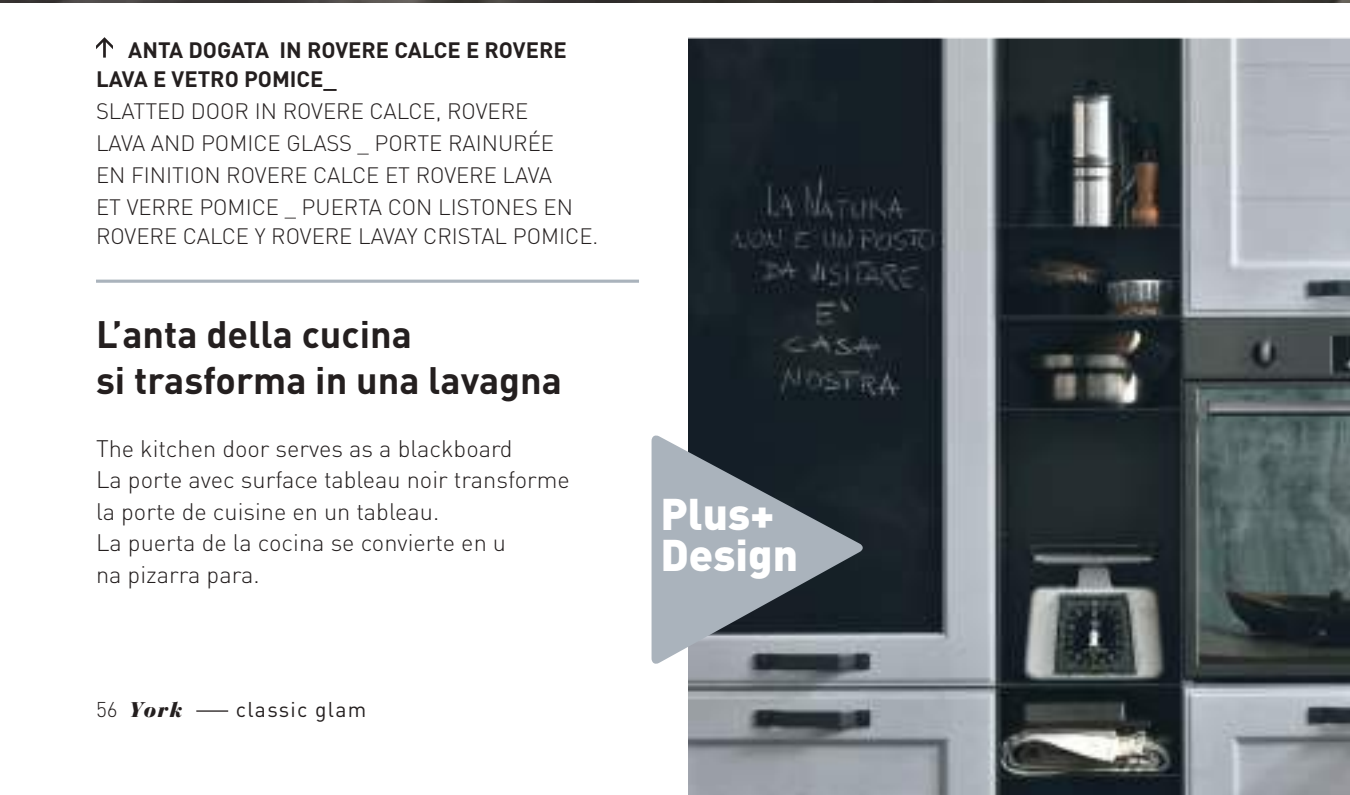 ↑ ANTA DOGATA IN ROVERE CALCE E ROVERE
LAVA E VETRO POMICE_
SLATTED DOOR IN ROVERE CALCE, ROVERE
LAVA AND POMICE GLASS _ PORTE RAINURÉE
EN FINITION ROVERE CALCE ET ROVERE LAVA
ET VERRE POMICE _ PUERTA CON LISTONES EN
ROVERE CALCE Y ROVERE LAVAY CRISTAL POMICE.
L’anta della cucina
si trasforma in una lavagna
The kitchen door serves as a blackboard
La porte avec surface tableau noir transforme
la porte de cuisine en un tableau.
La puerta de la cocina se convierte en u
na pizarra para.
56 York — classic glam
LA NATURA
NON E UN POSTO
DA VISITARE
E'
CASA
NOSTRA
Plus+
Design